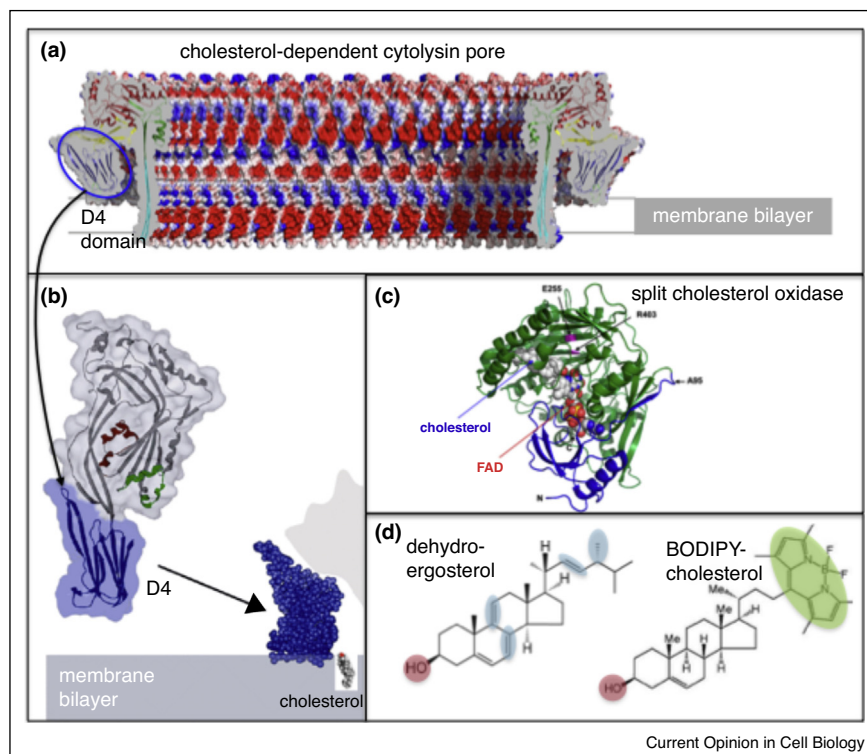 (a)
cholesterol-dependent cytolysin pore
D4
domain
membrane bilayer
(b)
D4
membrane
bilayer
cholesterol
(c)
split cholesterol oxidase
E255
R403
A95
cholesterol
FAD
C
N
(d)
dehydro-
ergosterol
BODIPY-
cholesterol
H
H
H
HO
F
B
F
N
N
Me
H
Me
Me
H
H
H
HO
Current Opinion in Cell Biology